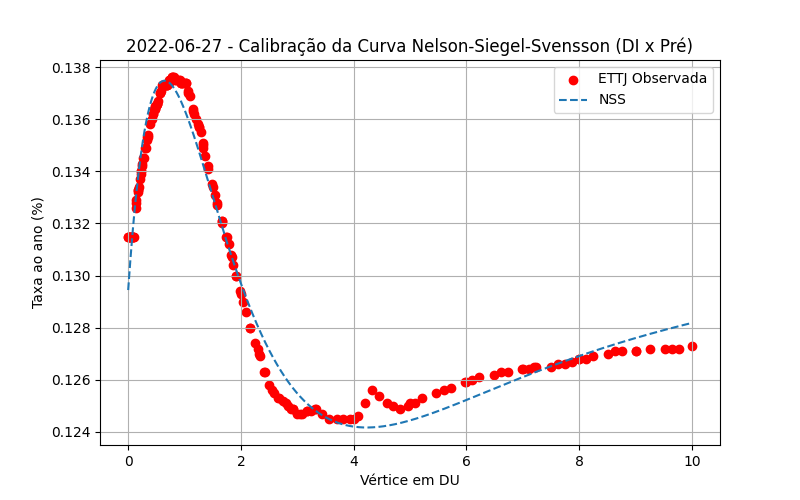 2022-06-27 - Calibração da Curva Nelson-Siegel-Svensson (DI x Pré)
ETTJ Observada
NSS
Taxa ao ano (%)
0.138
0.136
0.134
0.132
0.130
0.128
0.126
0.124
0 2 4 6 8 10
Vértice em DU